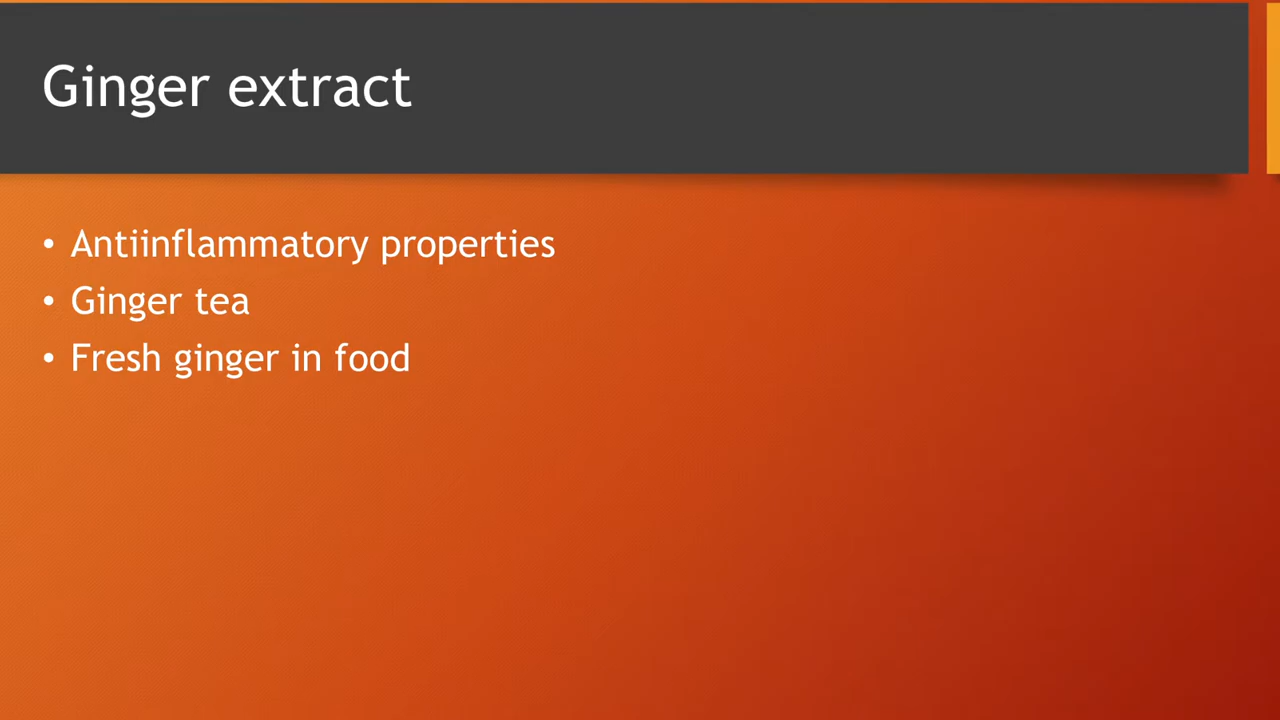 Ginger extract
• Antiinflammatory properties
• Ginger tea
• Fresh ginger in food